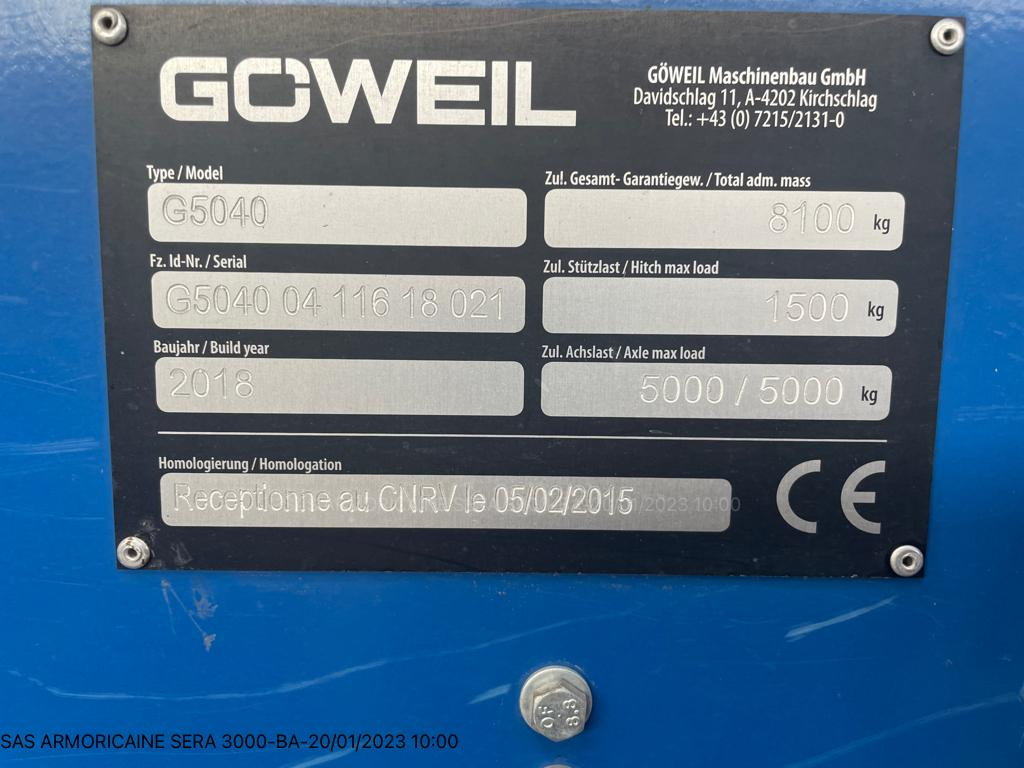 GÖWEIL
GÖWEIL Maschinenbau GmbH
Davidschlag 11, A-4202 Kirchschlag
Tel.: +43 (0) 7215/2131-0
Type / Model
G5040
Zul. Gesamt- Garantiegew. / Total adm. mass
8100 kg
Fz. Id-Nr. / Serial
G5040 04 116 18 021
Zul. Stützlast / Hitch max load
1500 kg
Baujahr / Build year
2018
Zul. Achslast / Axle max load
5000 / 5000 kg
Homologierung / Homologation
Receptionne au CNRV le 05/02/2015
CE
OF
8.8
SAS ARMORICAINE SERA 3000-BA-20/01/2023 10:00